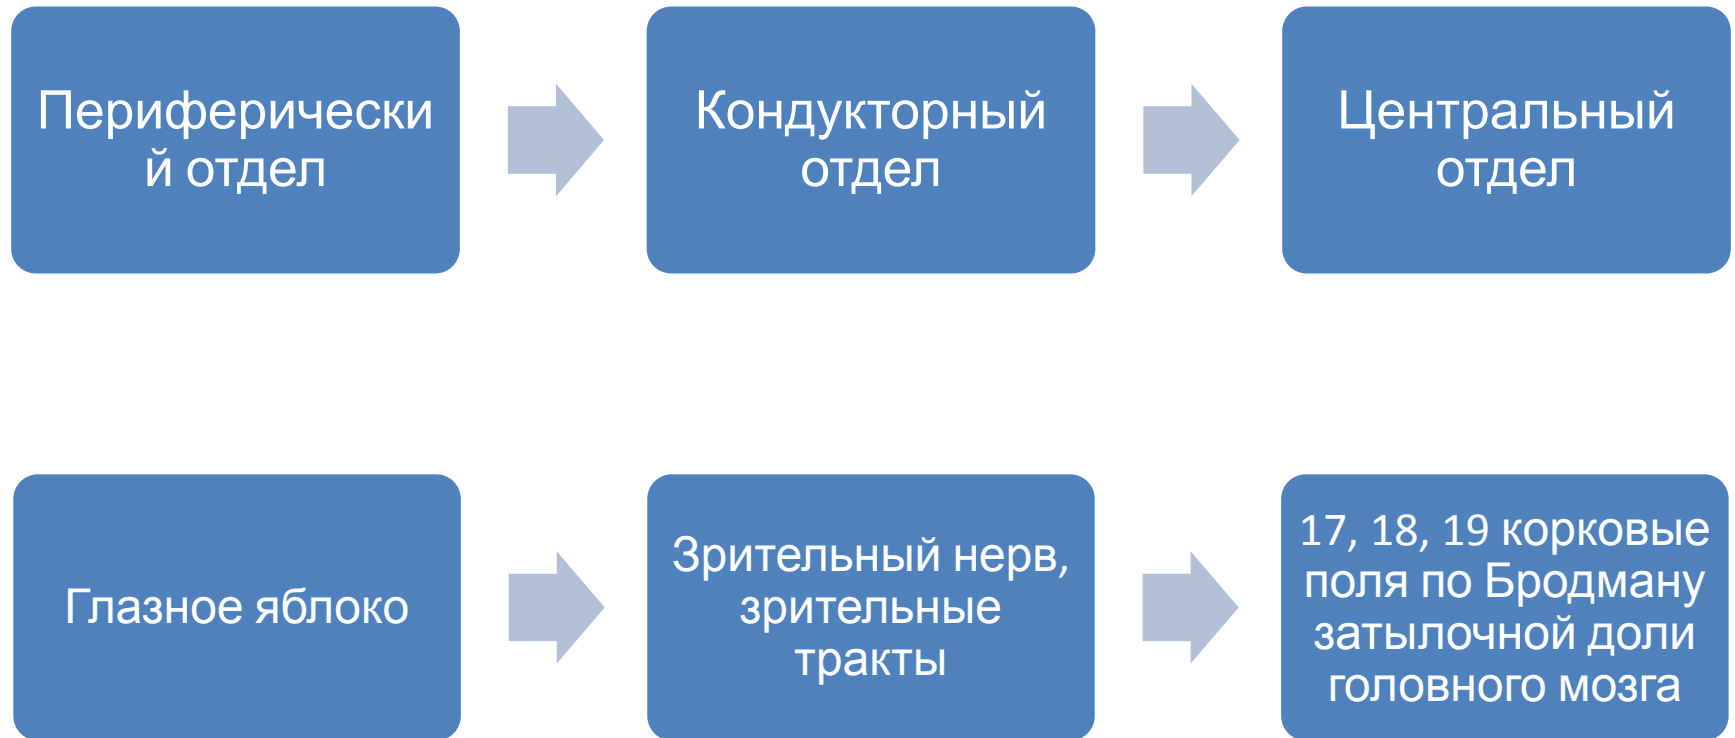 Периферически
й отдел
Кондукторный
отдел
Центральный
отдел
Глазное яблоко
Зрительный нерв,
зрительные
тракты
17, 18, 19 корковые
поля по Бродману
затылочной доли
головного мозга